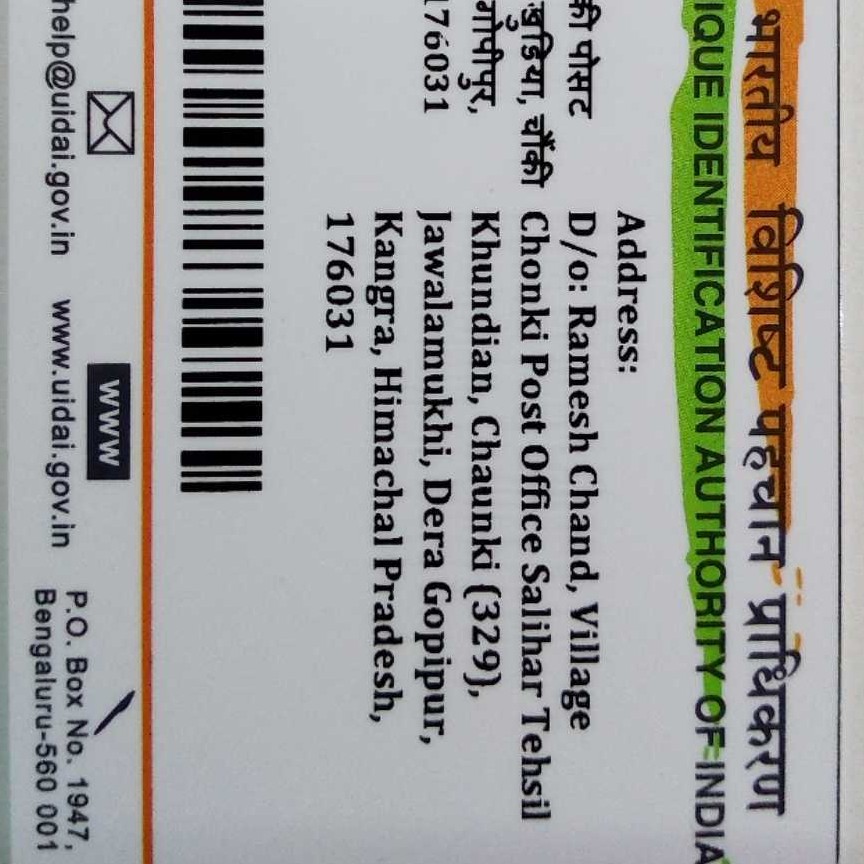 भारतीय विशिष्ट पहचान प्राधिकरण
IQUE IDENTIFICATION AUTHORITY OF INDIA
की पोसट
खुडिया, चौंकी
गोपीपुर,
176031
Address:
D/o: Ramesh Chand, Village
Chonki Post Office Salihar Tehsil
Khundian, Chaunki (329),
Jawalamukhi, Dera Gopipur,
Kangra, Himachal Pradesh,
176031
help@uidai.gov.in
WWW
www.uidai.gov.in
P.O. Box No. 1947,
Bengaluru-560 001